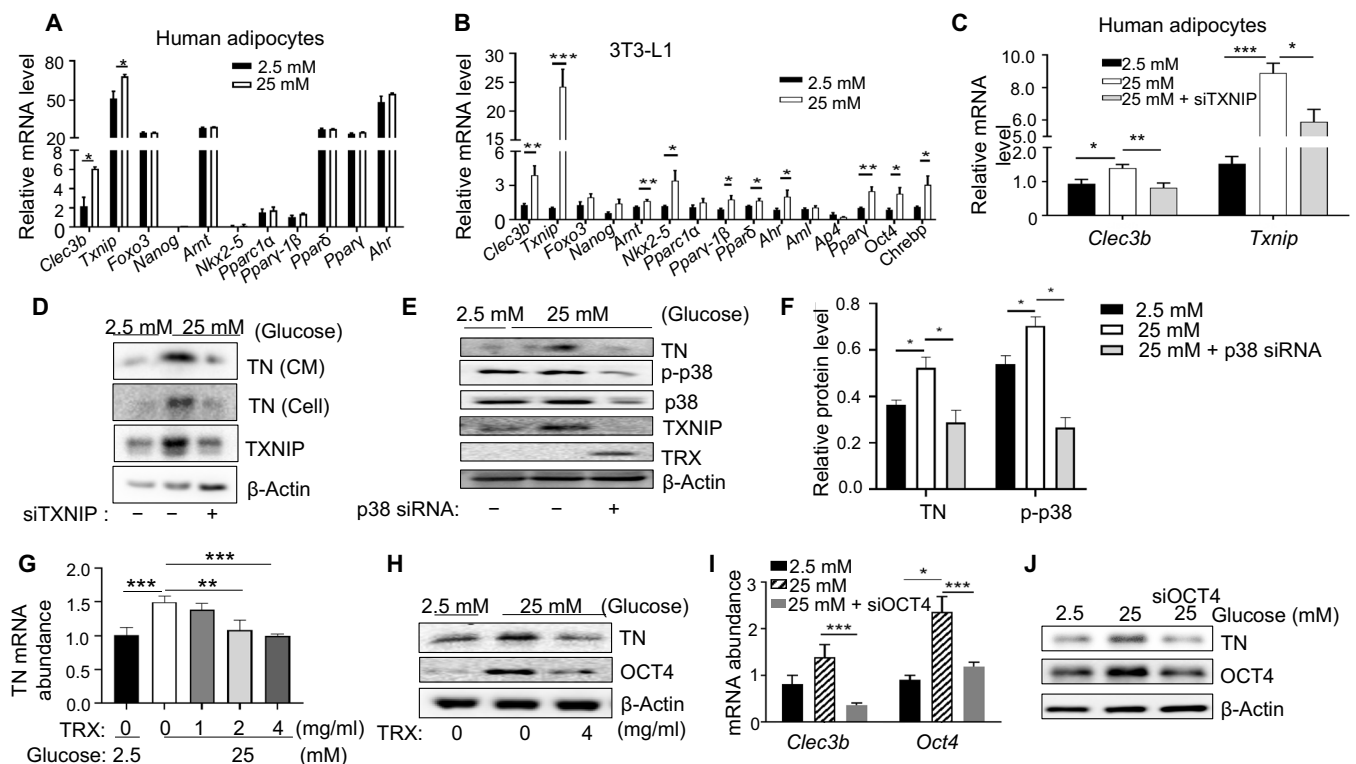 A
Human adipocytes
Relative mRNA level
80
50
20
6
4
2
0
*
*
2.5 mM
25 mM
Clec3b
Txnip
Foxo3
Nanog
Arnt
Nkx2-5
Pparc1α
Pparγ-1β
Pparδ
Pparγ
Ahr
B
3T3-L1
Relative mRNA level
30
25
20
15
10
6
4
2
0
**
***
**
*
*
*
*
**
*
*
2.5 mM
25 mM
Clec3b
Txnip
Foxo3
Nanog
Arnt
Nkx2-5
Pparc1α
Pparγ-1β
Pparδ
Ahr
Aml
Ap4
Pparγ
Oct4
Chrebp
C
Human adipocytes
Relative mRNA
level
10.0
8.0
6.0
5.0
2.0
1.0
0
2.5 mM
25 mM
25 mM + siTXNIP
*
**
***
*
Clec3b
Txnip
D
2.5 mM 25 mM (Glucose)
TN (CM)
TN (Cell)
TXNIP
β-Actin
siTXNIP : − − +
E
2.5 mM 25 mM (Glucose)
TN
p-p38
p38
TXNIP
TRX
β-Actin
p38 siRNA: − − +
F
Relative protein level
0.8
0.6
0.4
0.2
0.0
*
*
*
*
2.5 mM
25 mM
25 mM + p38 siRNA
TN
p-p38
G
TN mRNA
abundance
2.0
1.5
1.0
0.5
0.0
***
***
**
TRX: 0 0 1 2 4 (mg/ml)
Glucose: 2.5 25 (mM)
H
2.5 mM 25 mM (Glucose)
TN
OCT4
β-Actin
TRX: 0 0 4 (mg/ml)
I
mRNA abundance
3
2
1
0
2.5 mM
25 mM
25 mM + siOCT4
***
*
***
Clec3b
Oct4
J
siOCT4
2.5 25 25 Glucose (mM)
TN
OCT4
β-Actin